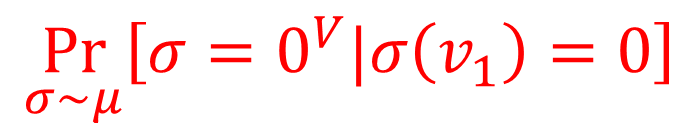 Pr [σ = 0^V|σ(v_1) = 0]
σ~μ